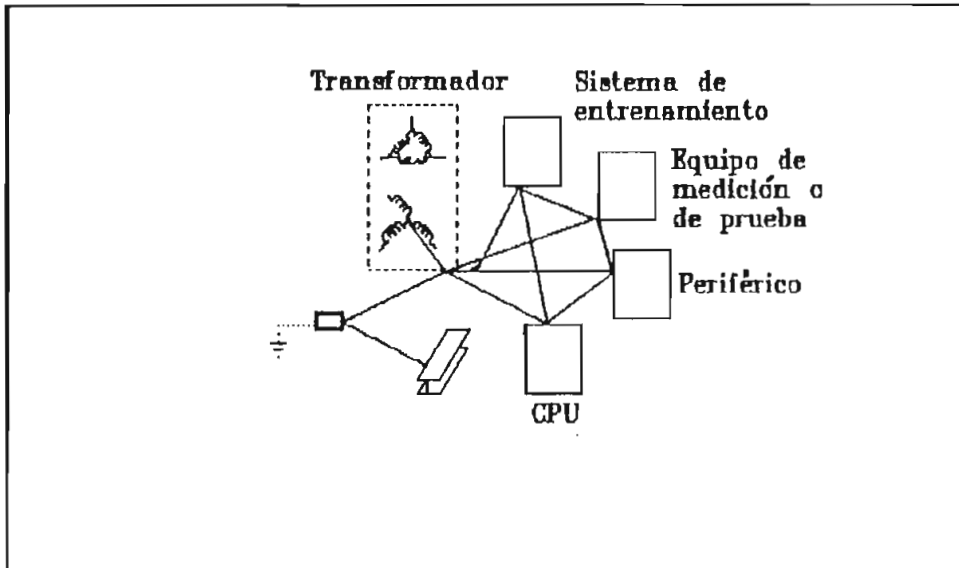 Transformador
Sistema de
entrenamiento
Equipo de
medición o
de prueba
Periférico
CPU